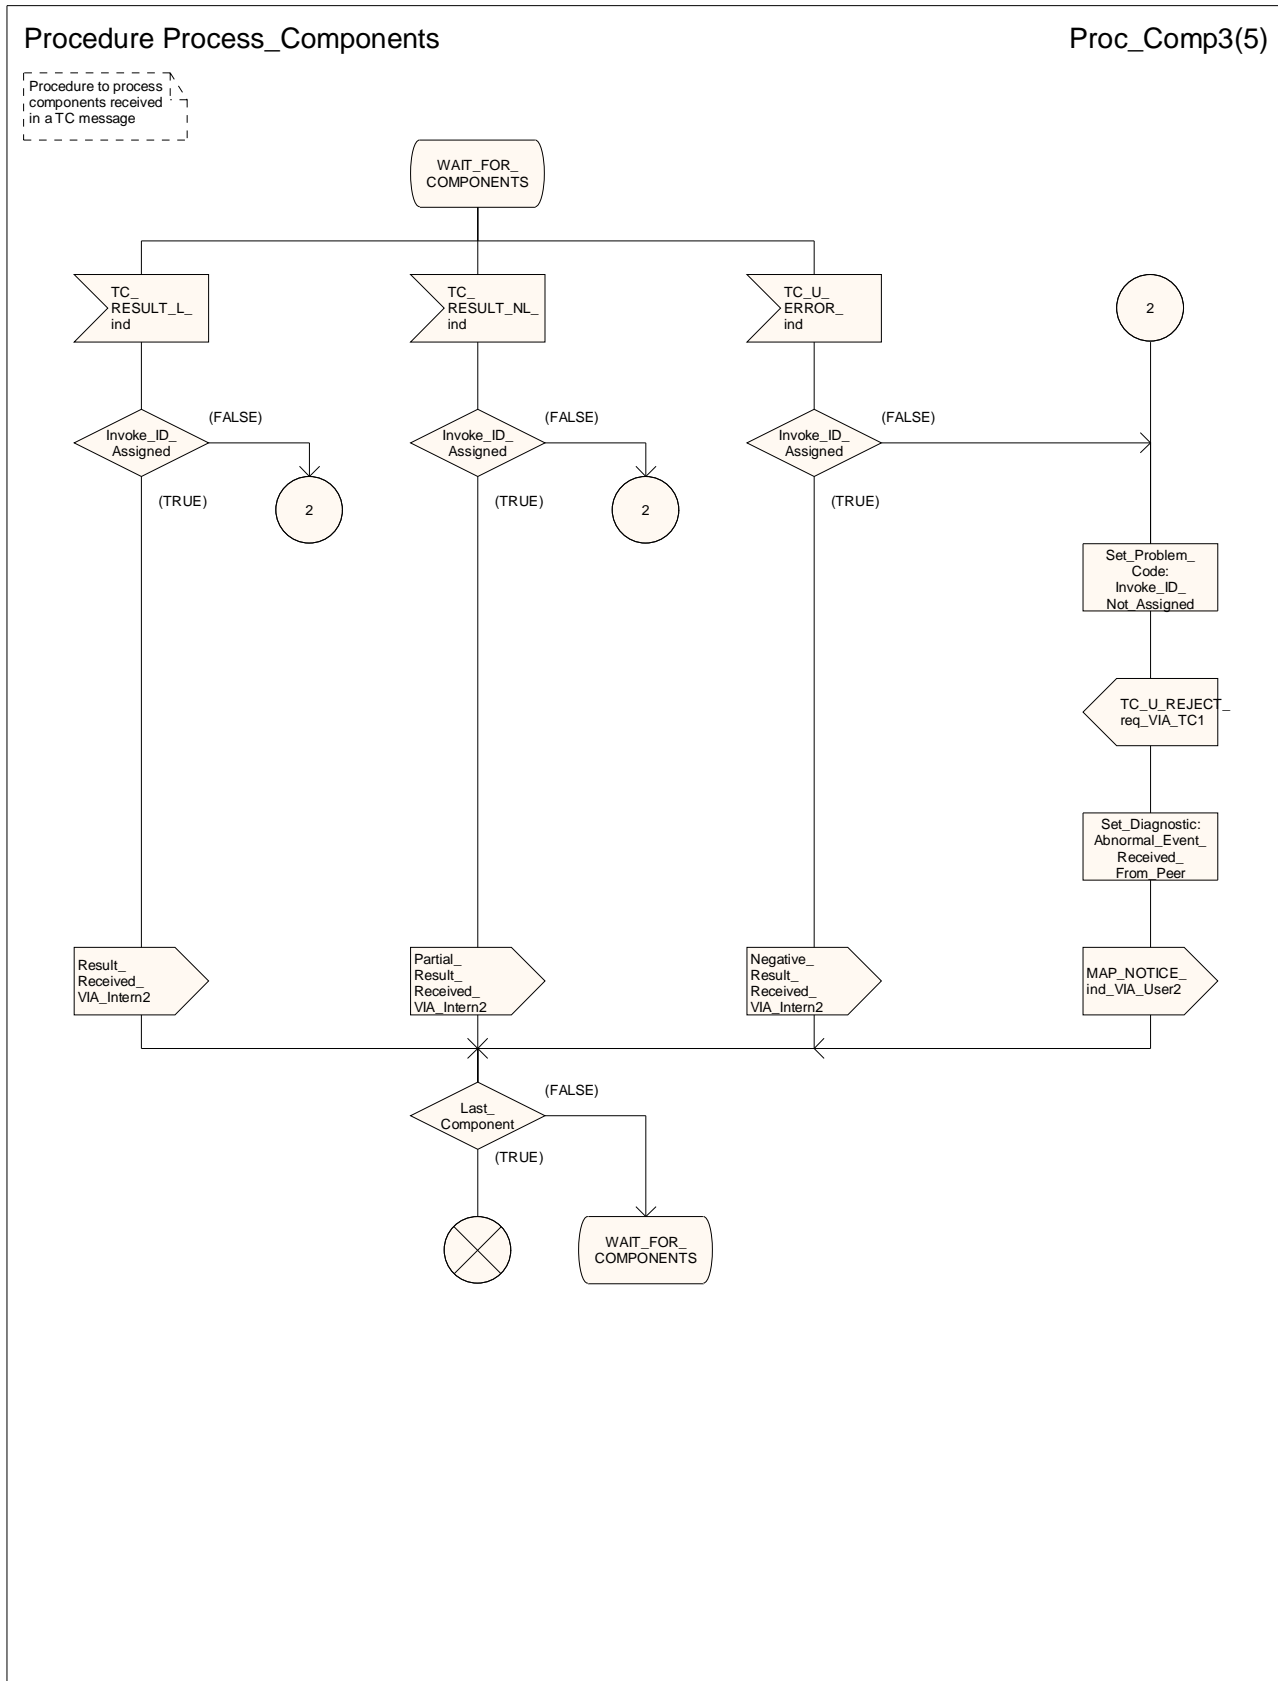 Procedure Process_Components
Proc_Comp3(5)
Procedure to process
components received
in a TC message
WAIT_FOR_
COMPONENTS
TC_
RESULT_L_
ind
TC_
RESULT_NL_
ind
TC_U_
ERROR_
ind
2
Invoke_ID_
Assigned
(FALSE)
(TRUE)
2
Invoke_ID_
Assigned
(FALSE)
(TRUE)
2
Invoke_ID_
Assigned
(FALSE)
(TRUE)
Set_Problem_
Code:
Invoke_ID_
Not_Assigned
TC_U_REJECT_
req_VIA_TC1
Set_Diagnostic:
Abnormal_Event_
Received_
From_Peer
Result_
Received_
VIA_Intern2
Partial_
Result_
Received_
VIA_Intern2
Negative_
Result_
Received_
VIA_Intern2
MAP_NOTICE_
ind_VIA_User2
Last_
Component
(FALSE)
(TRUE)
WAIT_FOR_
COMPONENTS